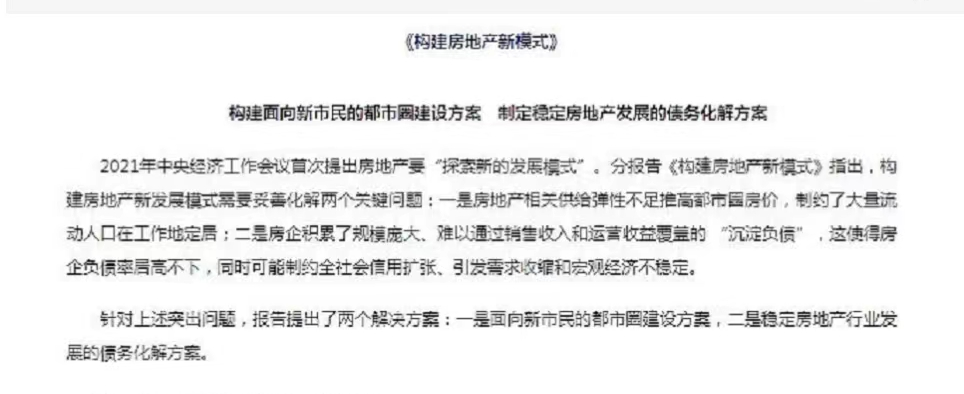 《构建房地产新模式》
构建面向新市民的都市圈建设方案 制定稳定房地产发展的债务化解方案
2021年中央经济工作会议首次提出房地产要“探索新的发展模式”。分报告《构建房地产新模式》指出，构
建房地产新发展模式需要妥善化解两个关键问题：一是房地产相关供给弹性不足推高都市圈房价，制约了大量流
动人口在工作地定居；二是房企积累了规模庞大、难以通过销售收入和运营收益覆盖的 “沉淀负债”，这使得房
企负债率居高不下，同时可能制约全社会信用扩张、引发需求收缩和宏观经济不稳定。
针对上述突出问题，报告提出了两个解决方案：一是面向新市民的都市圈建设方案，二是稳定房地产行业发
展的债务化解方案。